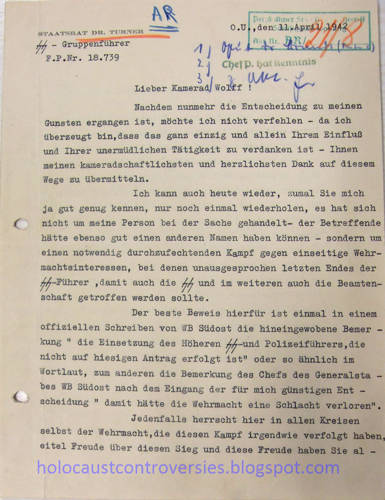 STAATSRAT DR. TURNER
AR
O.U., den 11. April 1942
Persönlicher Stab
AR/
SS - Gruppenführer
F.P.Nr. 18.739
1)
2)
Chef P. hat Kenntnis
3)
Lieber Kamerad Wolff !
Nachdem nunmehr die Entscheidung zu meinen
Gunsten ergangen ist, möchte ich nicht verfehlen - da ich
überzeugt bin,dass das ganz einzig und allein Ihrem Einfluß
und Ihrer unermüdlichen Tätigkeit zu verdanken ist - Ihnen
meinen kameradschaftlichsten und herzlichsten Dank auf diesem
Wege zu übermitteln.
Ich kann auch heute wieder, zumal Sie mich
ja gut genug kennen, nur noch einmal wiederholen, es hat sich
nicht um meine Person bei der Sache gehandelt- der Betreffende
hätte ebenso gut einen anderen Namen haben können - sondern um
einen notwendig durchzufechtenden Kampf gegen einseitige Wehr-
machtsinteressen, bei denen unausgesprochen letzten Endes der
SS-Führer ,damit auch die SS und im weiteren auch die Beamten-
schaft getroffen werden sollte.
Der beste Beweis hierfür ist einmal in einem
offiziellen Schreiben von WB Südost die hineingewobene Bemer -
kung " die Einsetzung des Höheren SS-und Polizeiführers,die
nicht auf hiesigen Antrag erfolgt ist" oder so ähnlich im
Wortlaut, zum anderen die Bemerkung des Chefs des Generalsta -
bes WB Südost nach dem Eingang der für mich günstigen Ent -
scheidung " damit hätte die Wehrmacht eine Schlacht verloren".
Jedenfalls herrscht hier in allen Kreisen
selbst der Wehrmacht,die diesen Kampf irgendwie verfolgt haben,
eitel Freude über diesen Sieg und diese Freude haben Sie al -
holocaustcontroversies.blogspot.com